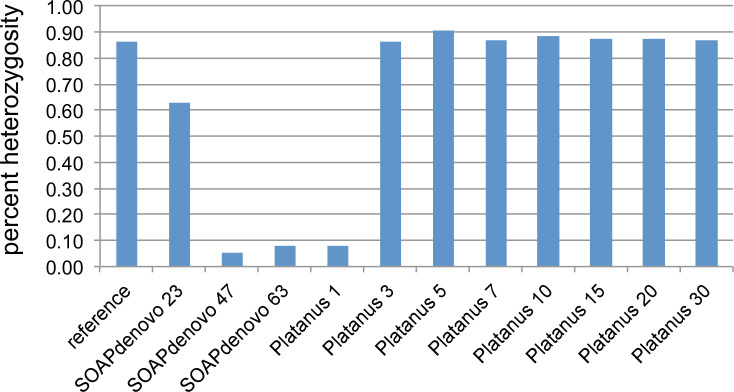 percent heterozygosity
1.00
0.90
0.80
0.70
0.60
0.50
0.40
0.30
0.20
0.10
0.00
reference
SOAPdenovo 23
SOAPdenovo 47
SOAPdenovo 63
Platanus 1
Platanus 3
Platanus 5
Platanus 7
Platanus 10
Platanus 15
Platanus 20
Platanus 30